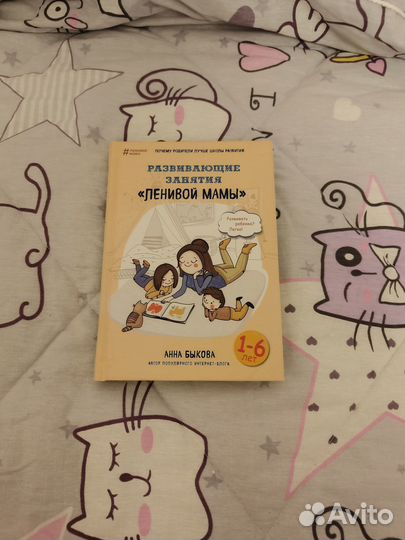 ПОЧЕМУ РОДИТЕЛИ ЛУЧШЕ ШКОЛЫ РАЗВИТИЯ
РАЗВИВАЮЩИЕ
ЗАНЯТИЯ
«ЛЕНИВОЙ МАМЫ»
Развивать
ребенка?
Легко!
1-6
лет
АННА БЫКОВА
АВТОР ПОПУЛЯРНОГО ИНТЕРНЕТ-БЛОГА
Avito